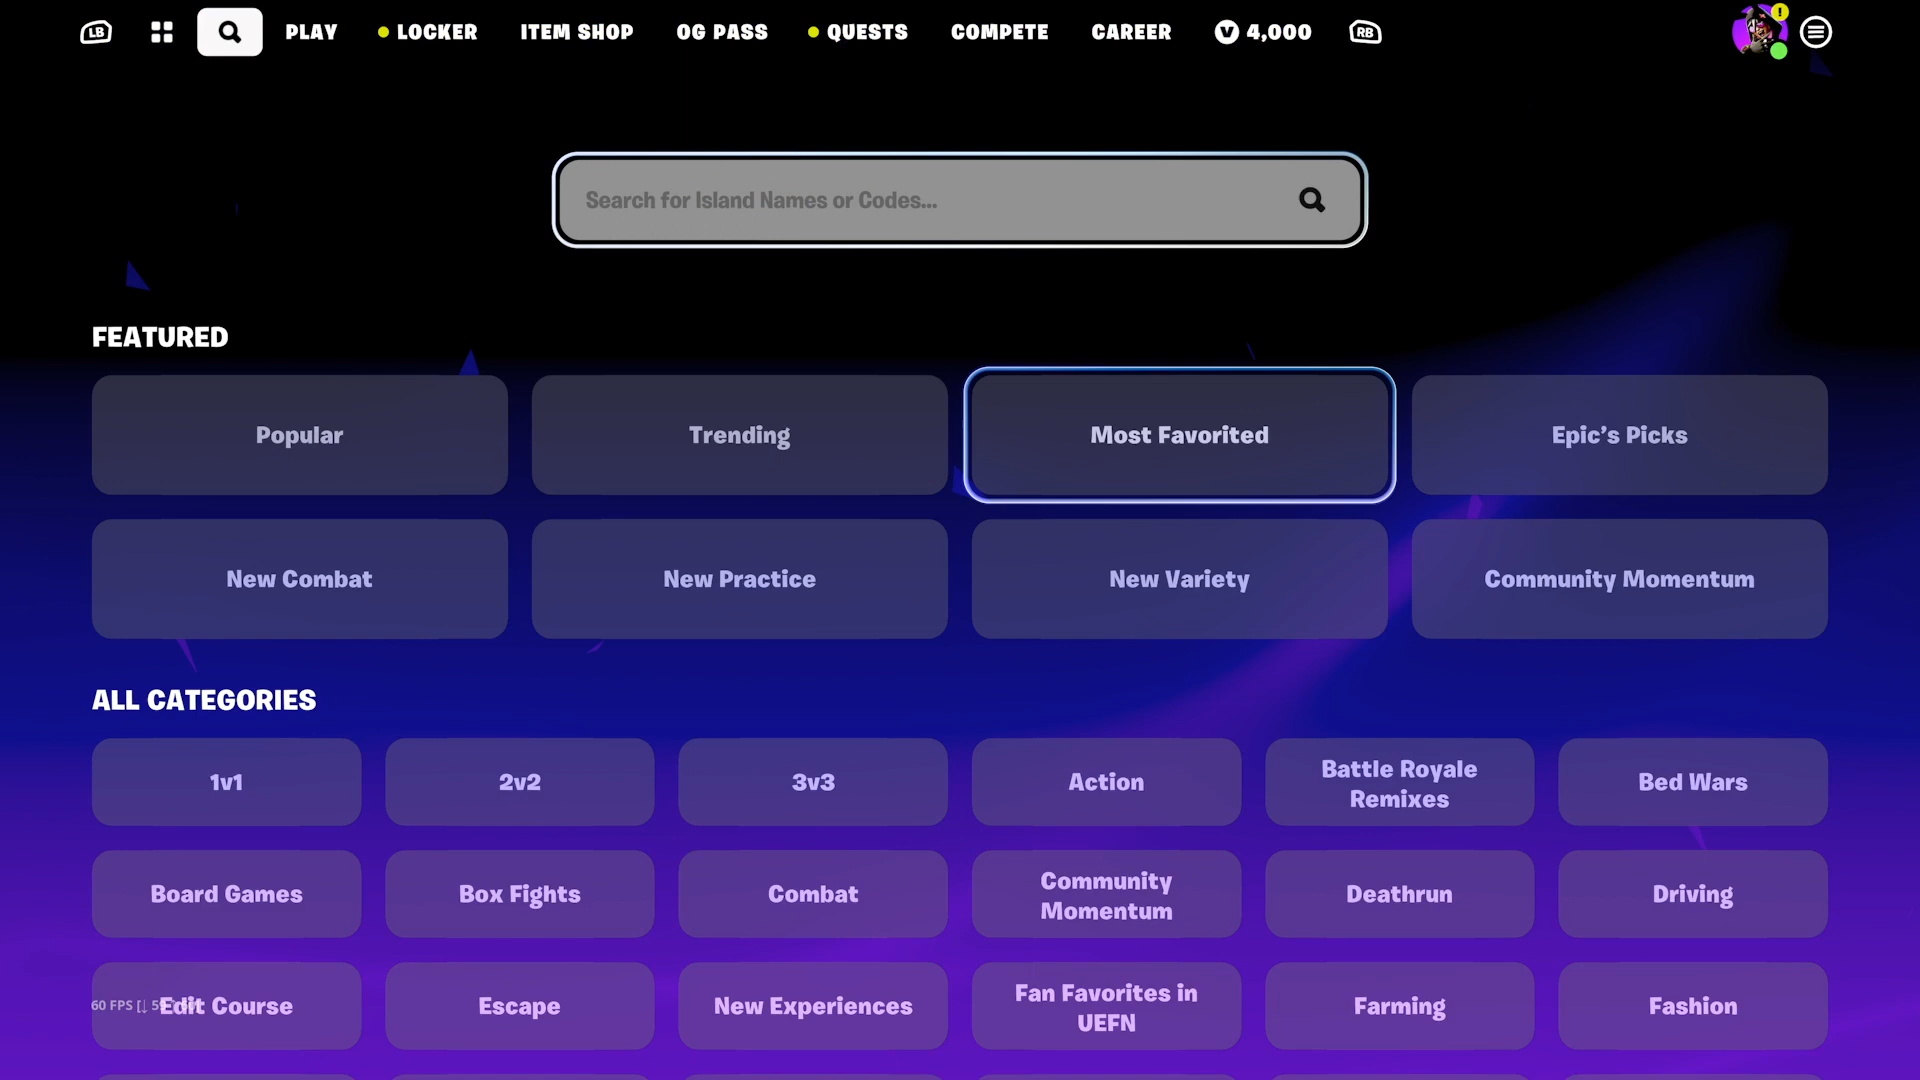 LB PLAY LOCKER ITEM SHOP OG PASS QUESTS COMPETE CAREER V 4,000 RB !
Search for Island Names or Codes...
FEATURED
Popular Trending Most Favorited Epic’s Picks
New Combat New Practice New Variety Community Momentum
ALL CATEGORIES
1v1 2v2 3v3 Action Battle Royale
Remixes Bed Wars
Board Games Box Fights Combat Community
Momentum Deathrun Driving
60 FPS Edit Course Escape New Experiences Fan Favorites in
UEFN Farming Fashion